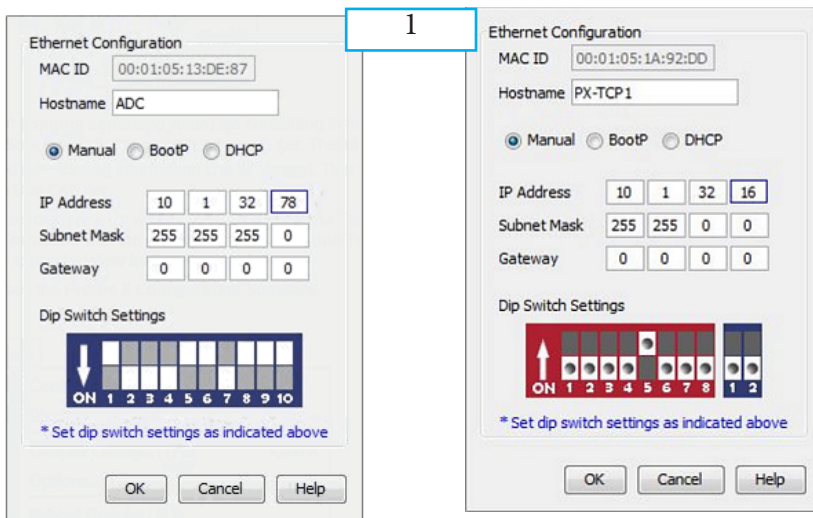 1
Ethernet Configuration
MAC ID 00:01:05:13:DE:87
Hostname ADC
Manual BootP DHCP
IP Address 10 1 32 78
Subnet Mask 255 255 255 0
Gateway 0 0 0 0
Dip Switch Settings
ON 1 2 3 4 5 6 7 8 9 10
* Set dip switch settings as indicated above
OK Cancel Help
Ethernet Configuration
MAC ID 00:01:05:1A:92:DD
Hostname PX-TCP1
Manual BootP DHCP
IP Address 10 1 32 16
Subnet Mask 255 255 0 0
Gateway 0 0 0 0
Dip Switch Settings
ON 1 2 3 4 5 6 7 8 1 2
* Set dip switch settings as indicated above
OK Cancel Help